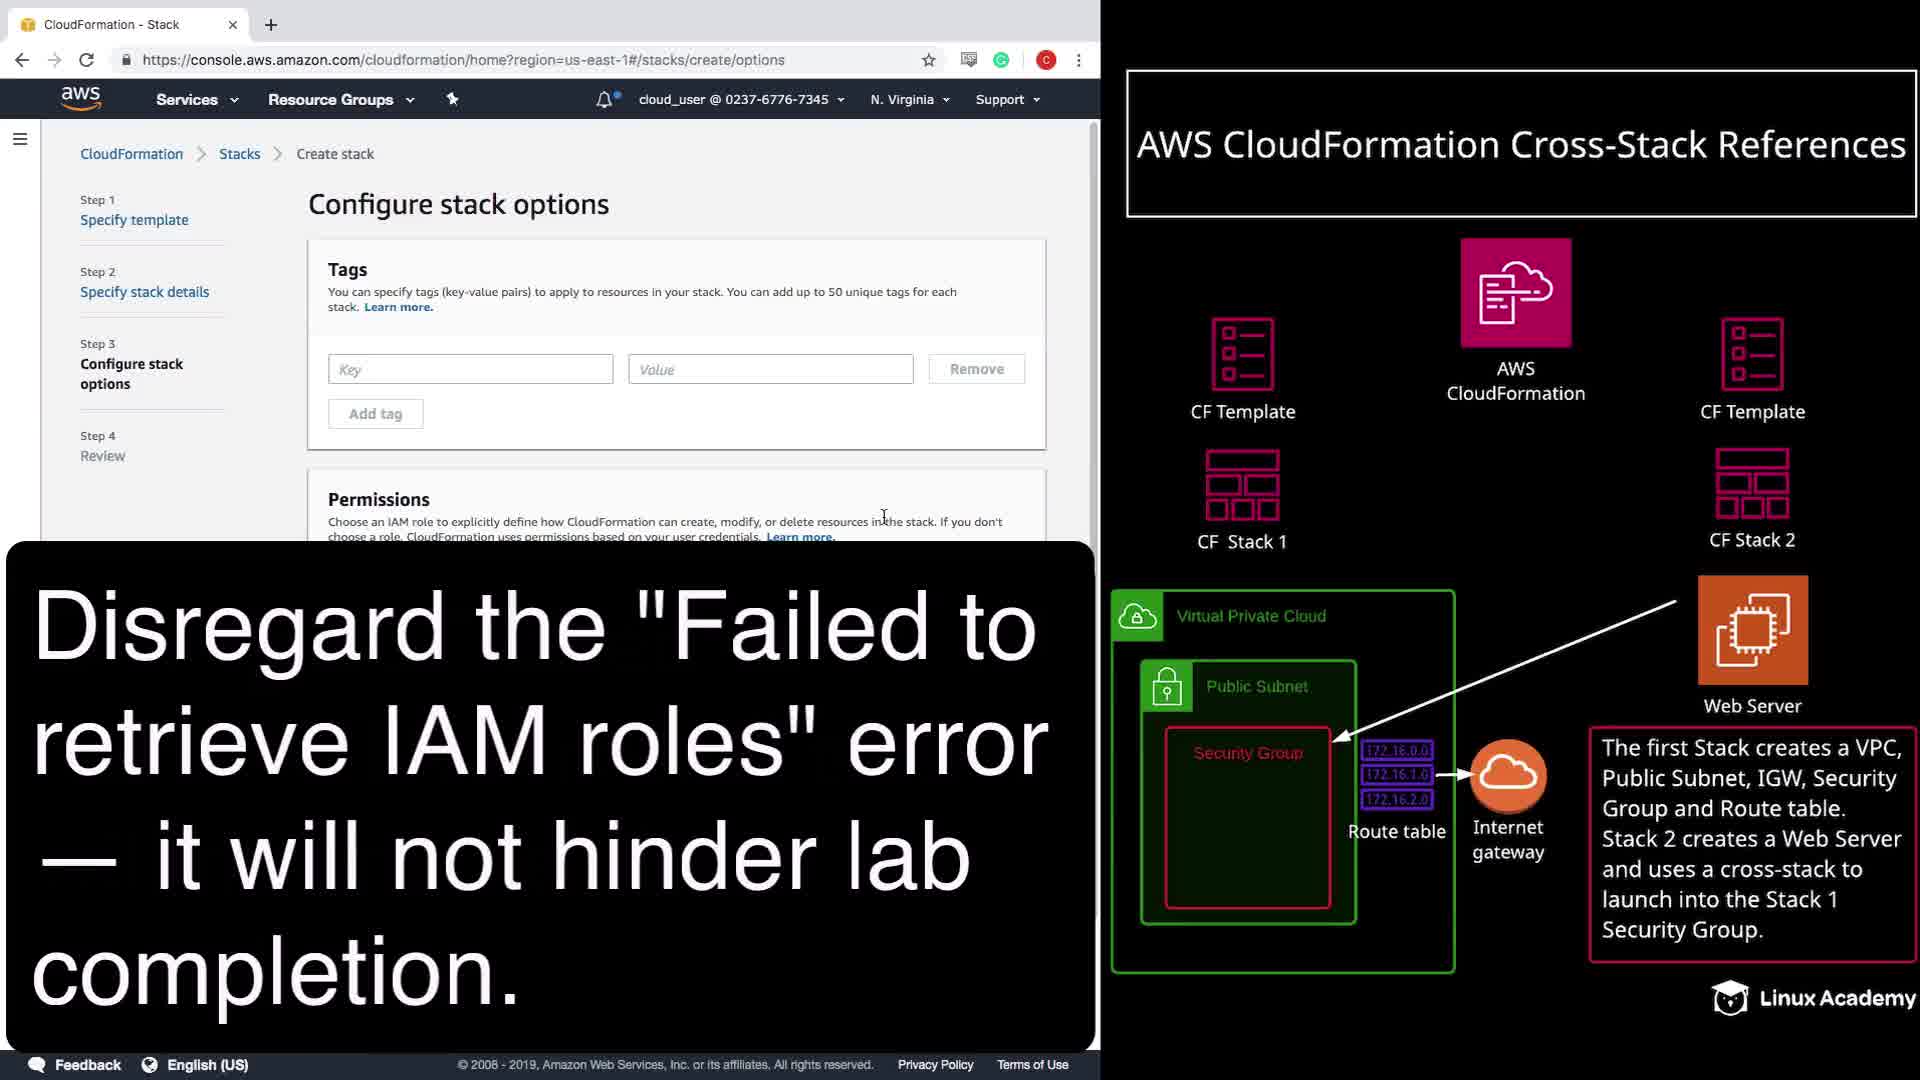 CloudFormation - Stack
https://console.aws.amazon.com/cloudformation/home?region=us-east-1#/stacks/create/options
C
aws
Services
Resource Groups
cloud_user @ 0237-6776-7345
N. Virginia
Support
CloudFormation
Stacks
Create stack
Step 1
Specify template
Step 2
Specify stack details
Step 3
Configure stack
options
Step 4
Review
Configure stack options
Tags
You can specify tags (key-value pairs) to apply to resources in your stack. You can add up to 50 unique tags for each
stack. Learn more.
Key
Value
Remove
Add tag
Permissions
Choose an IAM role to explicitly define how CloudFormation can create, modify, or delete resources in the stack. If you don't
choose a role, CloudFormation uses permissions based on your user credentials. Learn more.
Disregard the "Failed to
retrieve IAM roles" error
— it will not hinder lab
completion.
Feedback
English (US)
© 2008 - 2019, Amazon Web Services, Inc. or its affiliates. All rights reserved.
Privacy Policy
Terms of Use
AWS CloudFormation Cross-Stack References
AWS
CloudFormation
CF Template
CF Template
CF Stack 1
CF Stack 2
Virtual Private Cloud
Public Subnet
Security Group
172.16.0.0
172.16.1.0
172.16.2.0
Route table
Internet
gateway
Web Server
The first Stack creates a VPC,
Public Subnet, IGW, Security
Group and Route table.
Stack 2 creates a Web Server
and uses a cross-stack to
launch into the Stack 1
Security Group.
Linux Academy